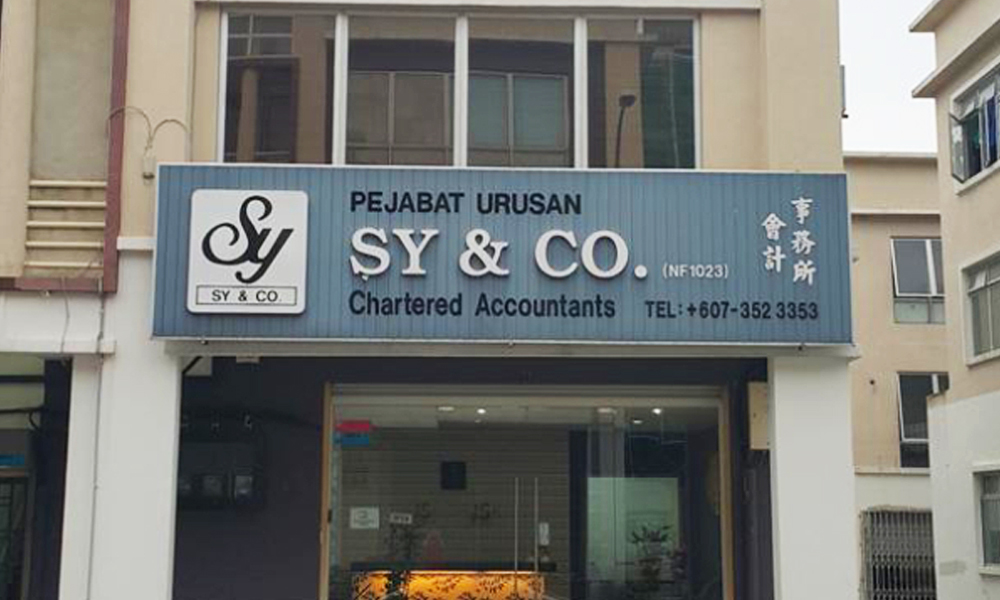 Sy
SY & CO.
PEJABAT URUSAN
SY & CO. (NF1023)
Chartered Accountants TEL: +607-352 3353
會計
事務所